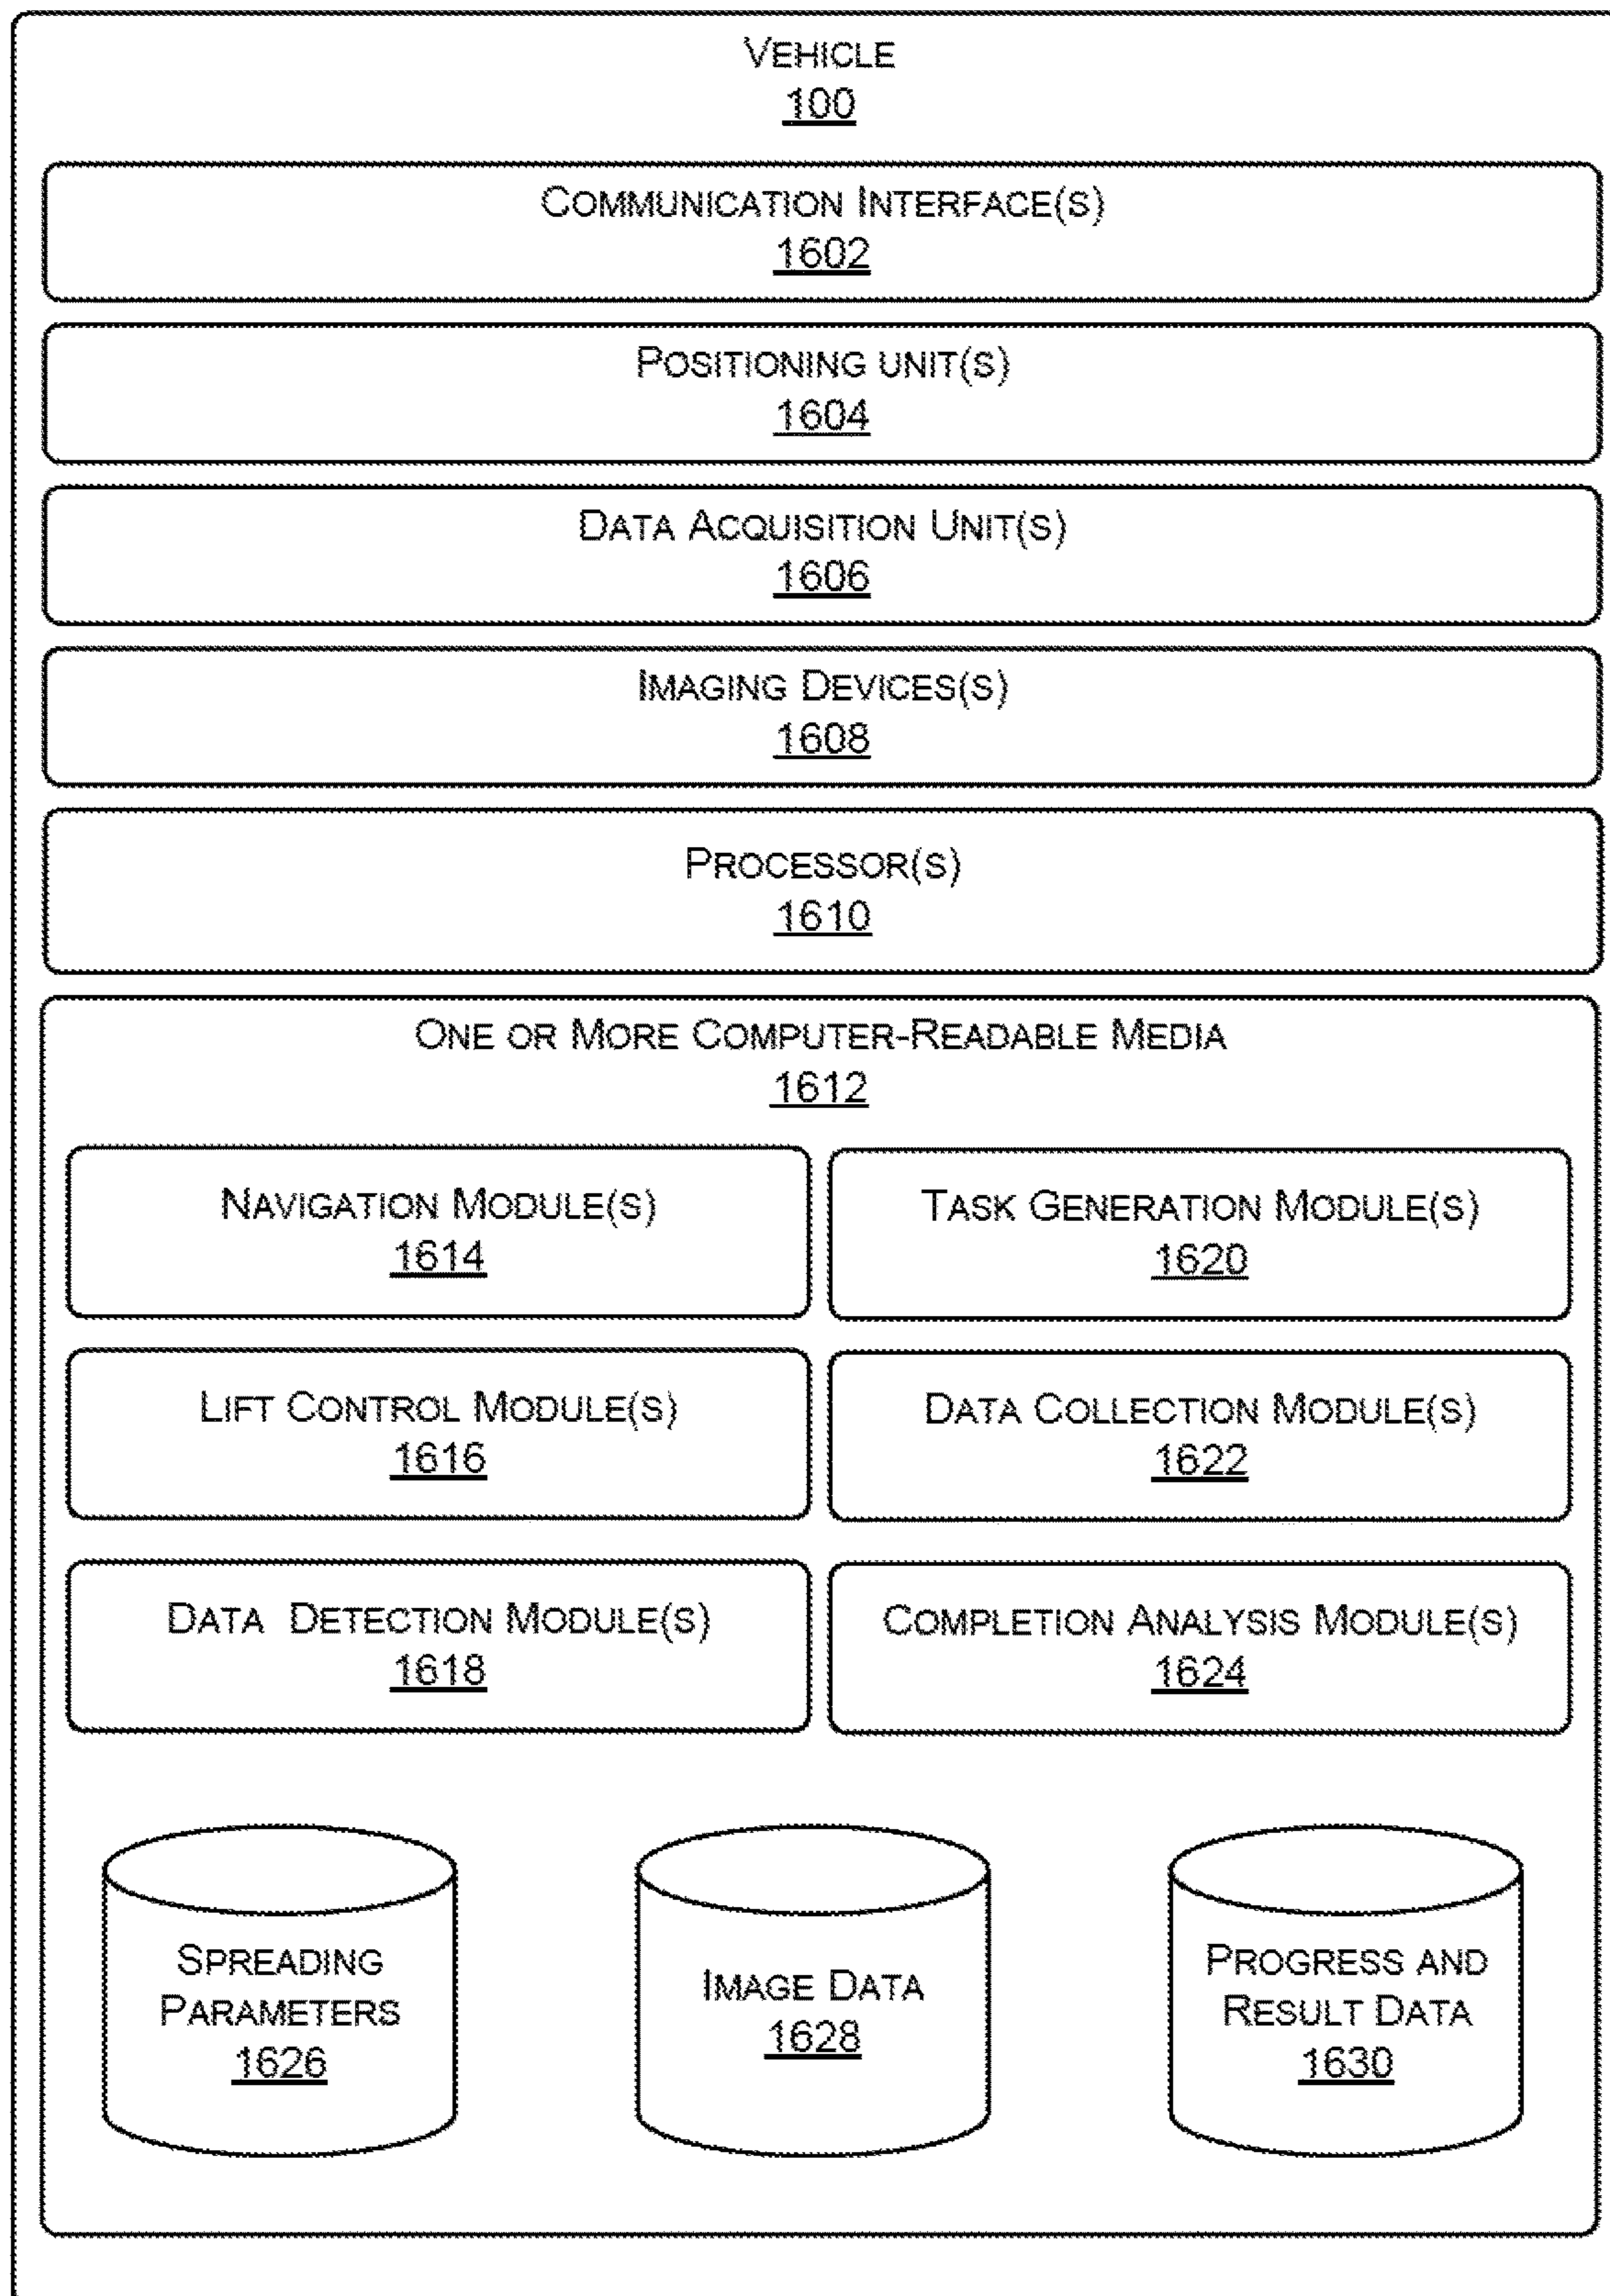 VEHICLE
100
COMMUNICATION INTERFACE(S)
1602
POSITIONING UNIT(S)
1604
DATA ACQUISITION UNIT(S)
1606
IMAGING DEVICES(S)
1608
PROCESSOR(S)
1610
ONE OR MORE COMPUTER-READABLE MEDIA
1612
NAVIGATION MODULE(S)
1614
TASK GENERATION MODULE(S)
1620
LIFT CONTROL MODULE(S)
1616
DATA COLLECTION MODULE(S)
1622
DATA DETECTION MODULE(S)
1618
COMPLETION ANALYSIS MODULE(S)
1624
SPREADING
PARAMETERS
1626
IMAGE DATA
1628
PROGRESS AND
RESULT DATA
1630